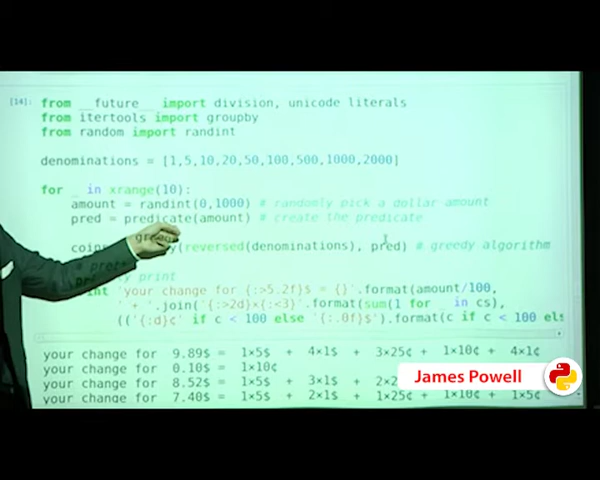 [14]:
from __future__ import division, unicode_literals
from itertools import groupby
from random import randint
denominations = [1,5,10,20,50,100,500,1000,2000]
for _ in xrange(10):
amount = randint(0,1000) # randomly pick a dollar amount
pred = predicate(amount) # create the predicate
(reversed(denominations), pred) # greedy algorithm
print
'your change for {:>5.2f}$ = {}'.format(amount/100,
' + '.join('{:>2d}×{:<3}'.format(sum(1 for _ in cs),
(('{:d}¢' if c < 100 else '{:.0f}$').format(c if c < 100 els
your change for 9.89$ = 1×5$ + 4×1$ + 3×25¢ + 1×10¢ + 4×1¢
your change for 0.10$ = 1×10¢
your change for 8.52$ = 1×5$ + 3×1$ +
your change for 7.40$ = 1×5$ + 2×1$ + 1×25¢ + 1×10¢ + 1×5¢
James Powell